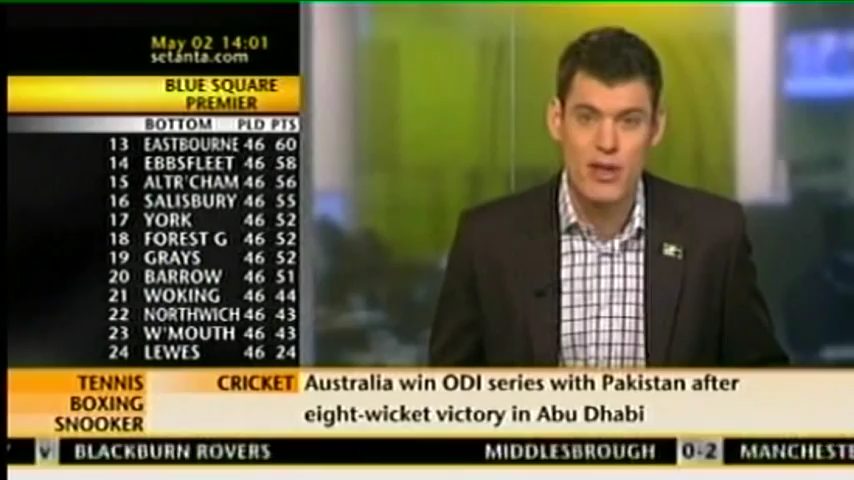 May 02 14:01
setanta.com
BLUE SQUARE
PREMIER
BOTTOM PLD PTS
13 EASTBOURNE 46 60
14 EBBSFLEET 46 58
15 ALTR'CHAM 46 56
16 SALISBURY 46 55
17 YORK 46 52
18 FOREST G 46 52
19 GRAYS 46 52
20 BARROW 46 51
21 WOKING 46 44
22 NORTHWICH 46 43
23 W'MOUTH 46 43
24 LEWES 46 24
TENNIS
BOXING
SNOOKER
CRICKET Australia win ODI series with Pakistan after
eight-wicket victory in Abu Dhabi
v BLACKBURN ROVERS MIDDLESBROUGH 0-2 MANCHESTE